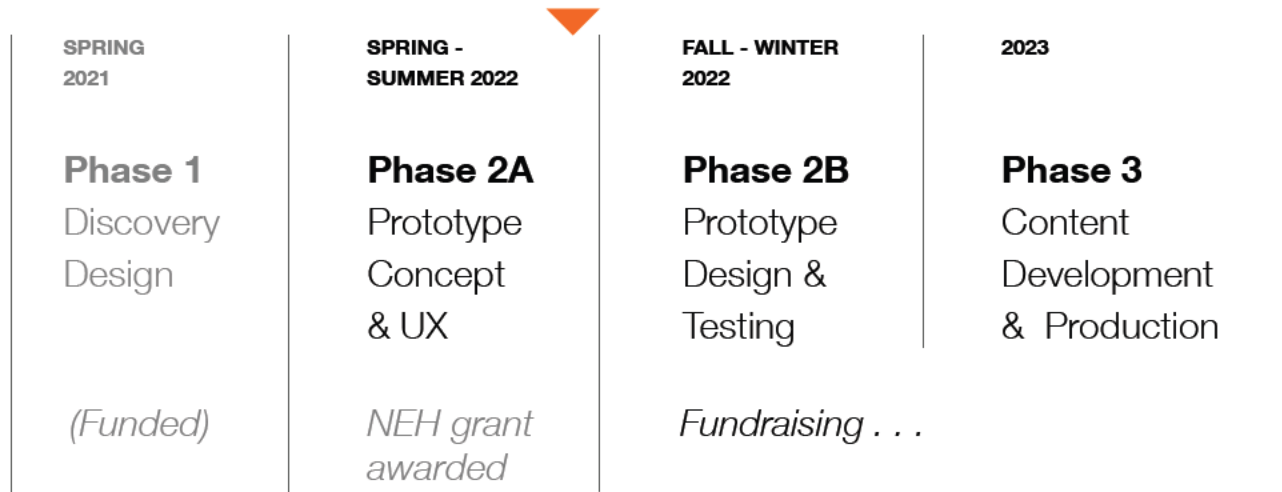 SPRING
2021
Phase 1
Discovery
Design
(Funded)
SPRING -
SUMMER 2022
Phase 2A
Prototype
Concept
& UX
NEH grant
awarded
FALL - WINTER
2022
Phase 2B
Prototype
Design &
Testing
Fundraising . . .
2023
Phase 3
Content
Development
& Production